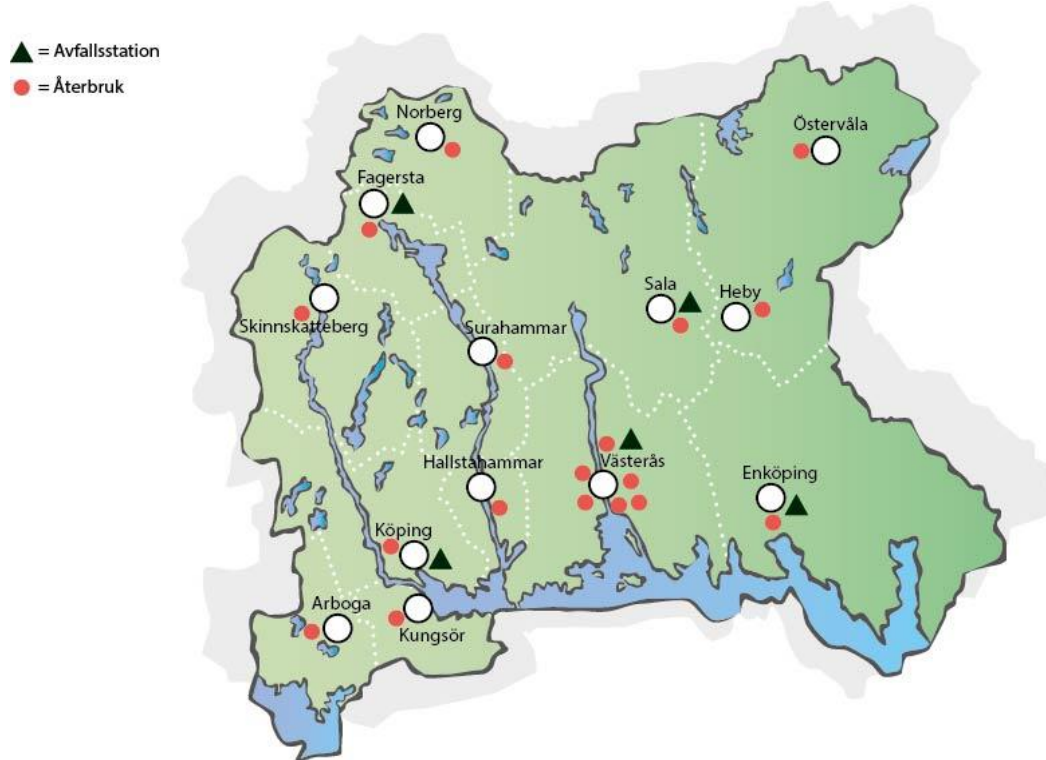 = Avfallsstation
= Återbruk
Norberg
Östervåla
Fagersta
Sala
Heby
Skinnskatteberg
Surahammar
Hallstahammar
Västerås
Enköping
Köping
Arboga
Kungsör